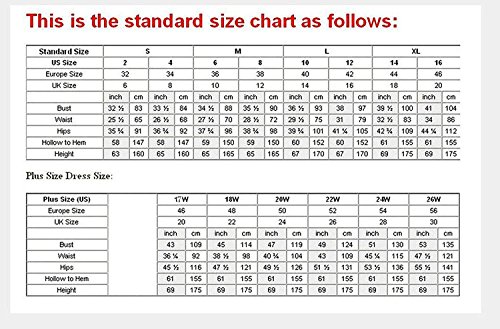 This is the standard size chart as follows:
Standard Size S M L XL
US Size 2 4 6 8 10 12 14 16
Europe Size 32 34 36 38 40 42 44 46
UK Size 6 8 10 12 14 16 18 20
inch cm inch cm inch cm inch cm inch cm inch cm inch cm inch cm
Bust 32 ½ 83 33 ½ 84 34 ½ 88 35 ½ 90 36 ½ 93 38 97 39 ½ 100 41 104
Waist 25 ½ 65 26 ½ 68 27 ½ 70 28 ½ 72 29 ½ 75 31 79 32 ½ 83 34 86
Hips 35 ¾ 91 36 ¾ 92 37 ¾ 96 38 ¾ 98 39 ¾ 101 41 ¼ 105 42 ¾ 109 44 ¼ 112
Hollow to Hem 58 147 58 147 59 150 59 150 60 152 60 152 61 155 61 155
Height 63 160 65 160 65 165 65 165 67 170 67 170 69 175 69 175
Plus Size Dress Size:
Plus Size (US) 17W 18W 20W 22W 24W 26W
Europe Size 46 48 50 52 54 56
UK Size 20 22 24 26 28 30
inch cm inch cm inch cm inch cm inch cm inch cm
Bust 43 109 45 114 47 119 49 124 51 130 53 135
Waist 36 ¼ 92 38 ½ 98 40 ¾ 104 43 109 45 ¼ 115 47 ½ 121
Hips 45 ½ 116 47 ½ 121 49 ½ 126 51 ½ 131 53 ½ 136 55 ½ 141
Hollow to Hem 61 155 61 155 61 155 61 155 61 155 61 155
Height 69 175 69 175 69 175 69 175 69 175 69 175